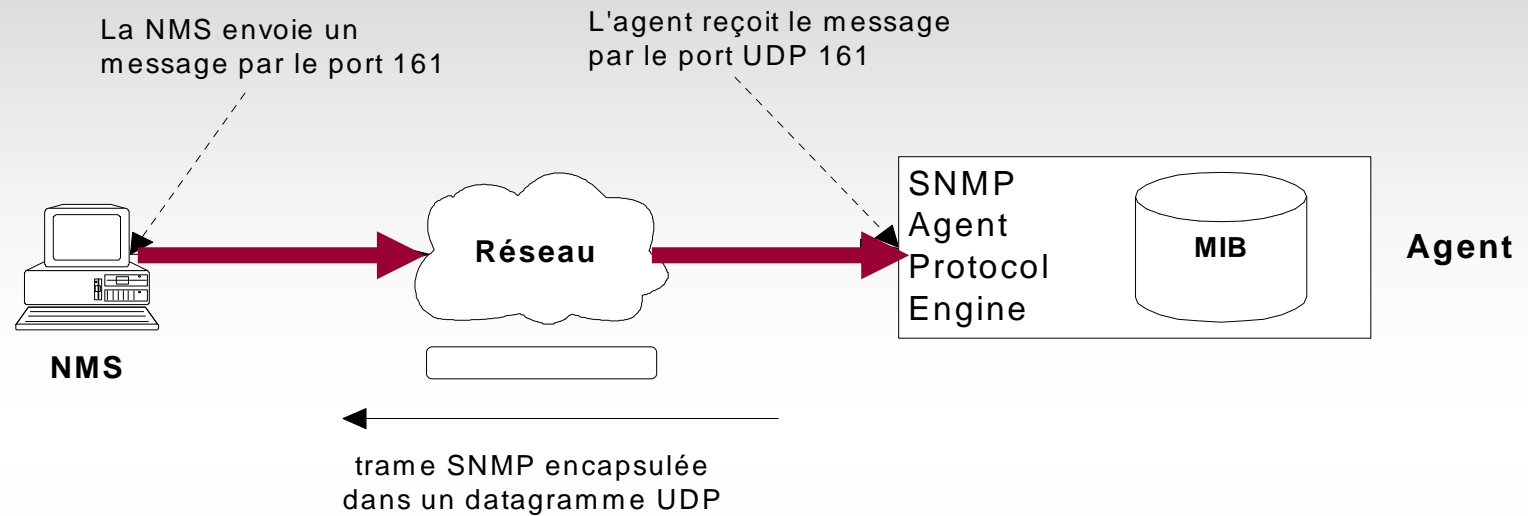 La NMS envoie un
message par le port 161
L'agent reçoit le message
par le port UDP 161
SNMP
Agent
Protocol
Engine
MIB
Agent
Réseau
NMS
trame SNMP encapsulée
dans un datagramme UDP